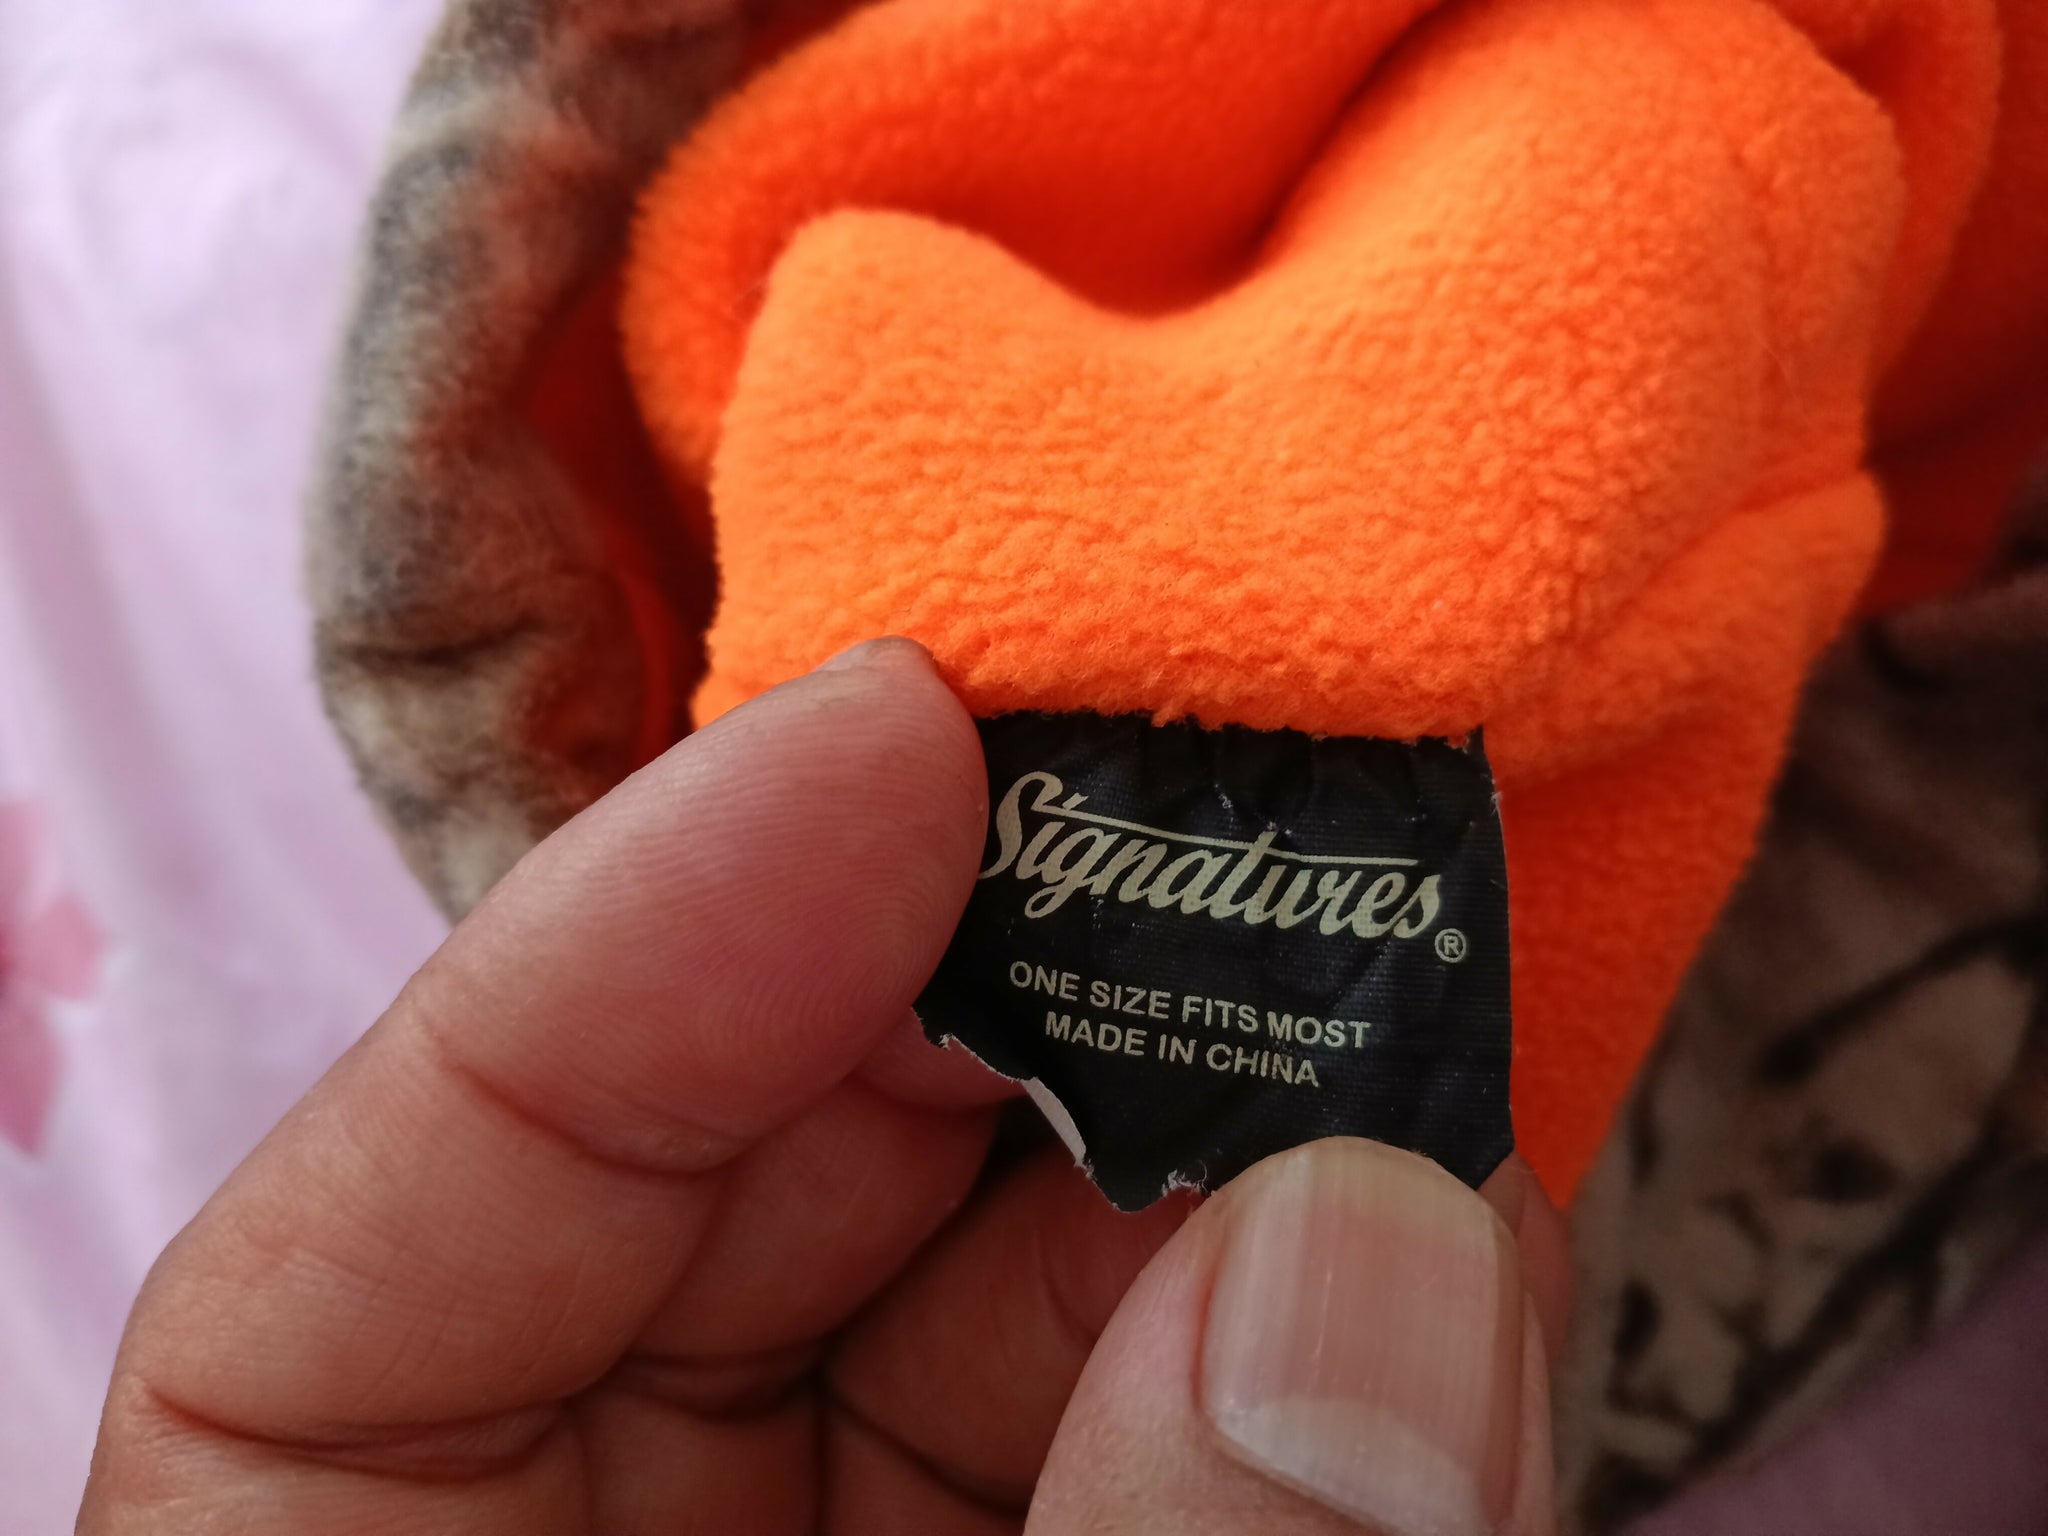 Signatures®
ONE SIZE FITS MOST
MADE IN CHINA